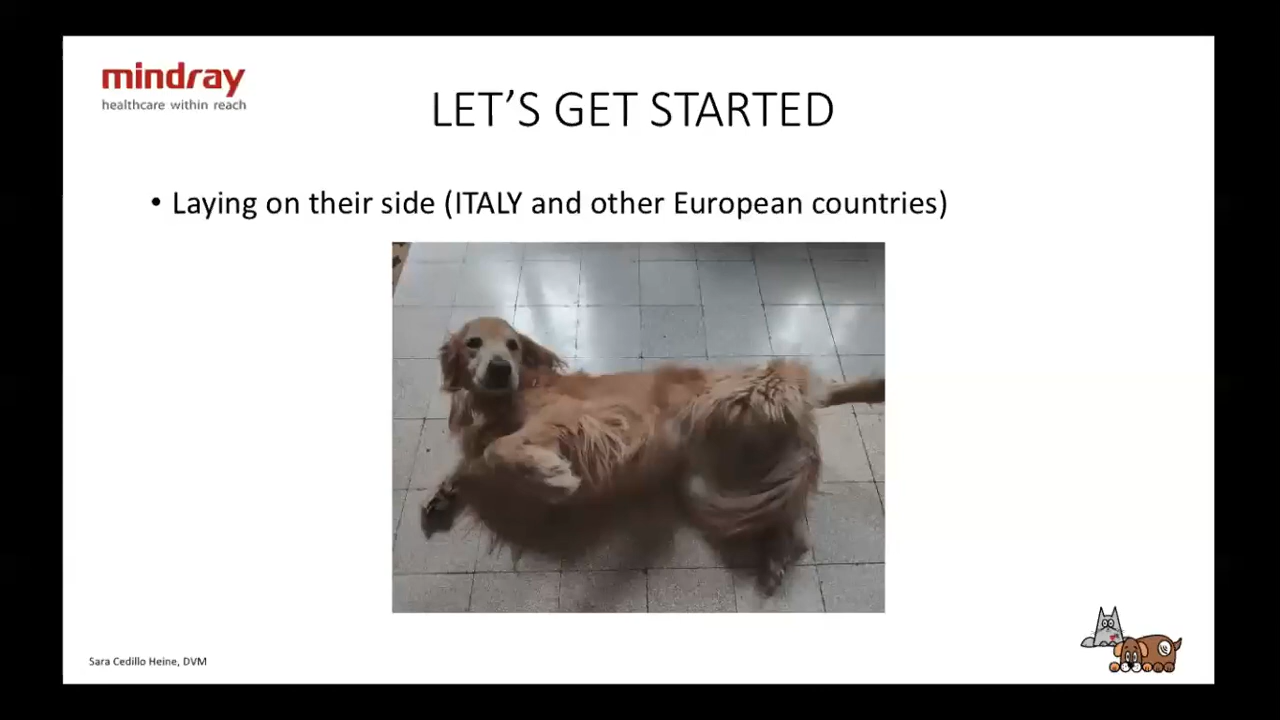 mindray
healthcare within reach
LET’S GET STARTED
• Laying on their side (ITALY and other European countries)
Sara Cedillo Heine, DVM